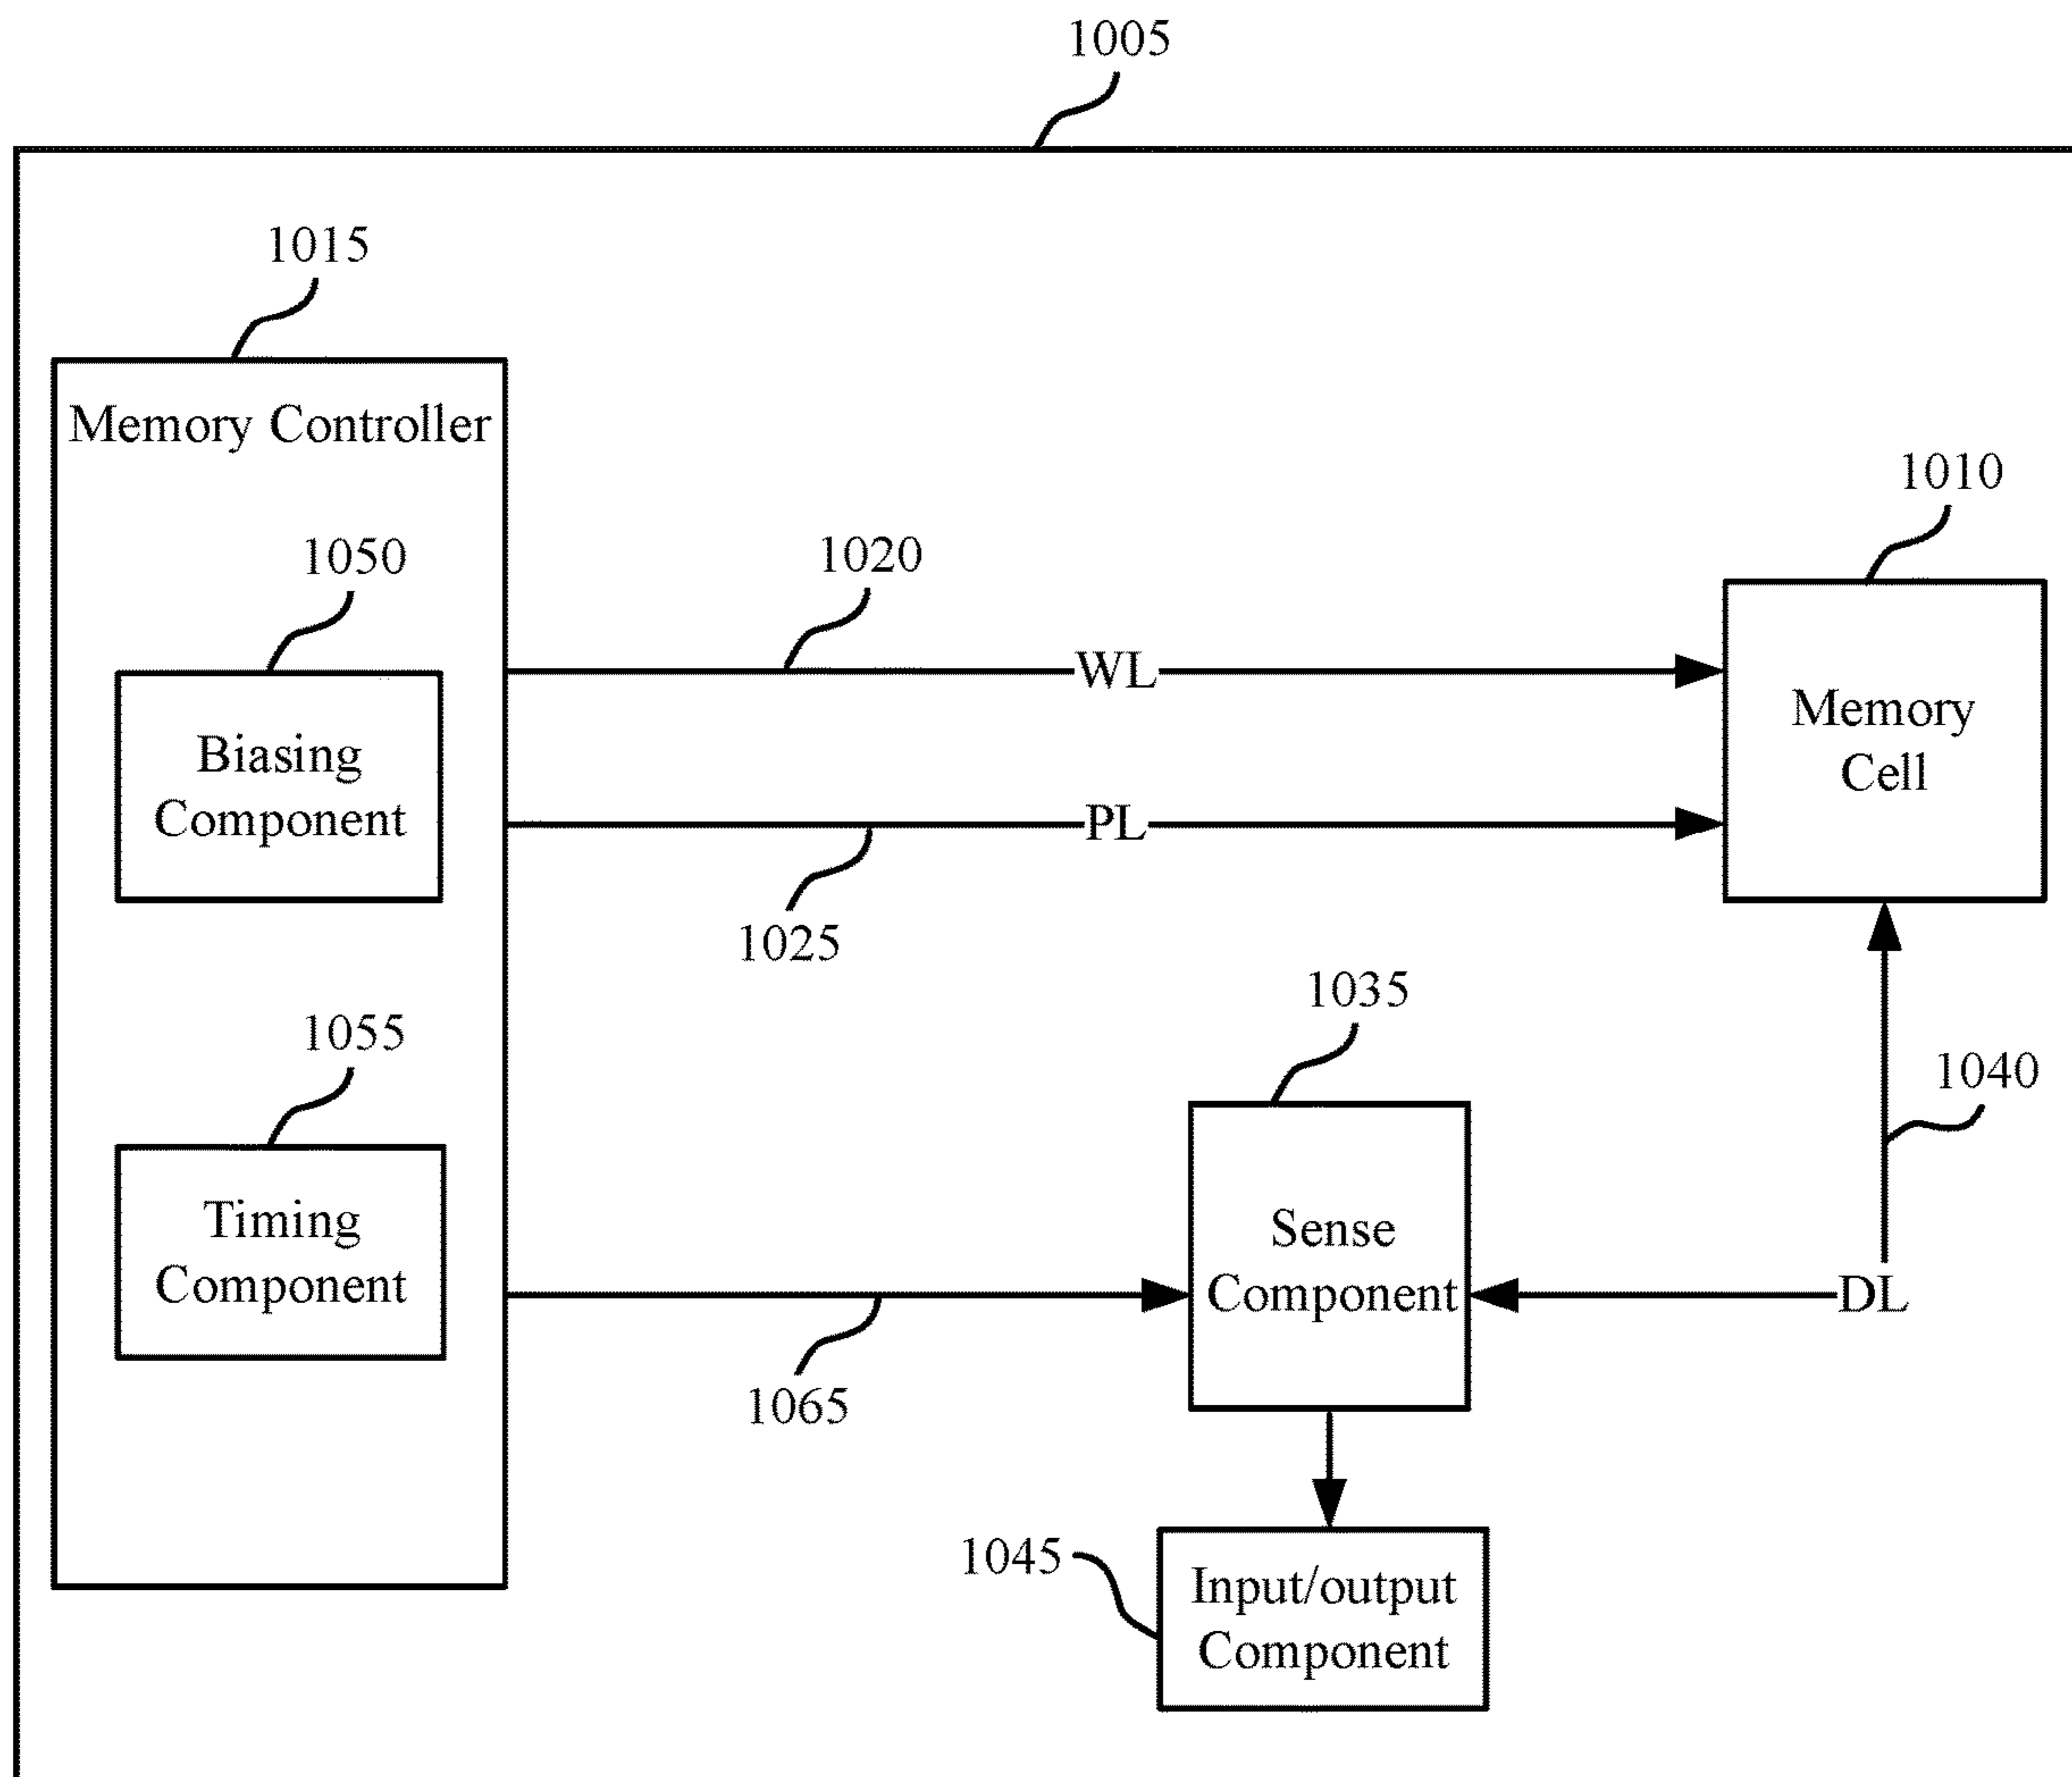 1005
1015
Memory Controller
1010
1050
1020
WL
Memory
Cell
Biasing
Component
PL
1025
1035
1055
1040
Timing
Component
Sense
Component
DL
1065
1045
Input/output
Component